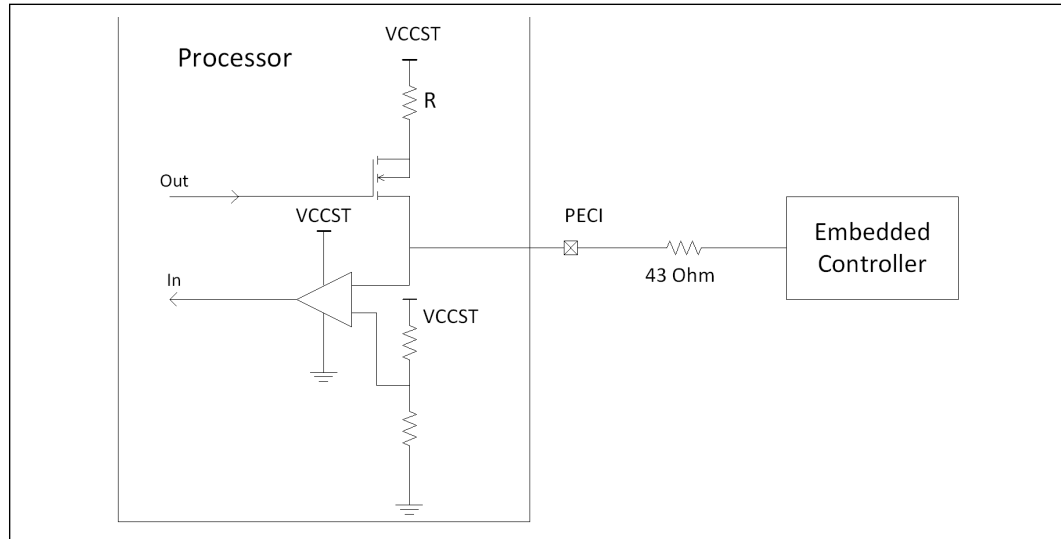 VCCST
Processor
R
Out
VCCST
PECI
Embedded
Controller
In
43 Ohm
VCCST